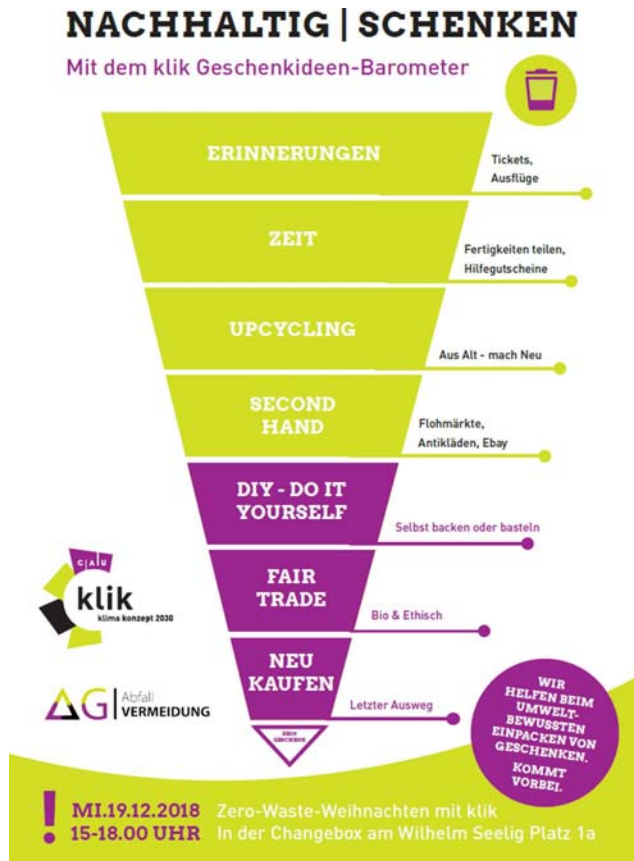 NACHHALTIG | SCHENKEN
Mit dem klik Geschenkideen-Barometer
ERINNERUNGEN
Tickets,
Ausflüge
ZEIT
Fertigkeiten teilen,
Hilfegutscheine
UPCYCLING
Aus Alt - mach Neu
SECOND
HAND
Flohmärkte,
Antikläden, Ebay
DIY - DO IT
YOURSELF
Selbst backen oder basteln
FAIR
TRADE
Bio & Ethisch
NEU
KAUFEN
Letzter Ausweg
KEIN
GESCHENK
C|A|U
klik
klima konzept 2030
AG
Abfall
VERMEIDUNG
WIR
HELFEN BEIM
UMWELT-
BEWUSSTEN
EINPACKEN VON
GESCHENKEN.
KOMMT
VORBEI.
! MI.19.12.2018 Zero-Waste-Weihnachten mit klik
15-18.00 UHR In der Changebox am Wilhelm Seelig Platz 1a